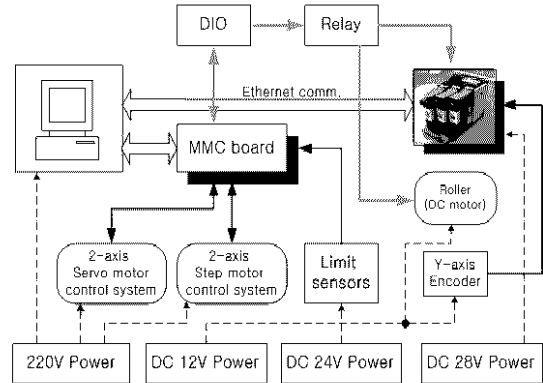 DIO
Relay
Ethernet comm.
MMC board
Roller
(DC motor)
2-axis
Servo motor
control system
2-axis
Step motor
control system
Limit
sensors
Y-axis
Encoder
220V Power
DC 12V Power
DC 24V Power
DC 28V Power